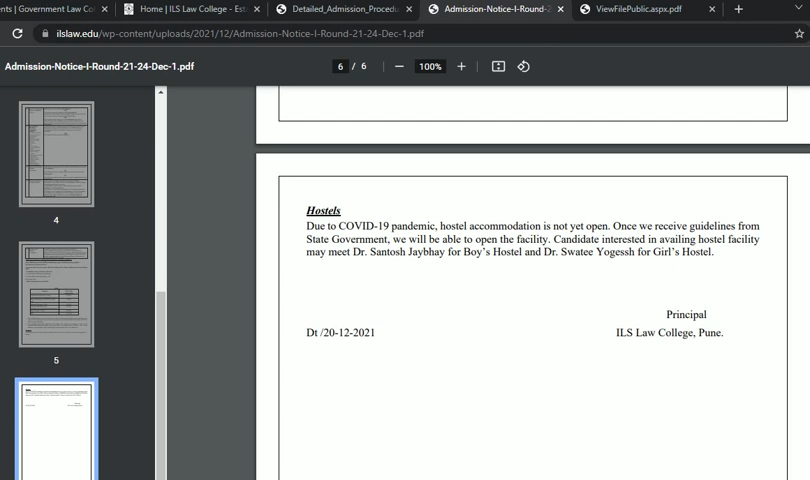 nts | Government Law Col
Home | ILS Law College - Est
Detailed_Admission_Procedu
Admission-Notice-I-Round-2
ViewFilePublic.aspx.pdf
ilslaw.edu/wp-content/uploads/2021/12/Admission-Notice-I-Round-21-24-Dec-1.pdf
Admission-Notice-I-Round-21-24-Dec-1.pdf
6 / 6
100%
4
5
Hostels
Due to COVID-19 pandemic, hostel accommodation is not yet open. Once we receive guidelines from
State Government, we will be able to open the facility. Candidate interested in availing hostel facility
may meet Dr. Santosh Jaybhay for Boy's Hostel and Dr. Swatee Yogessh for Girl's Hostel.
Principal
Dt /20-12-2021
ILS Law College, Pune.